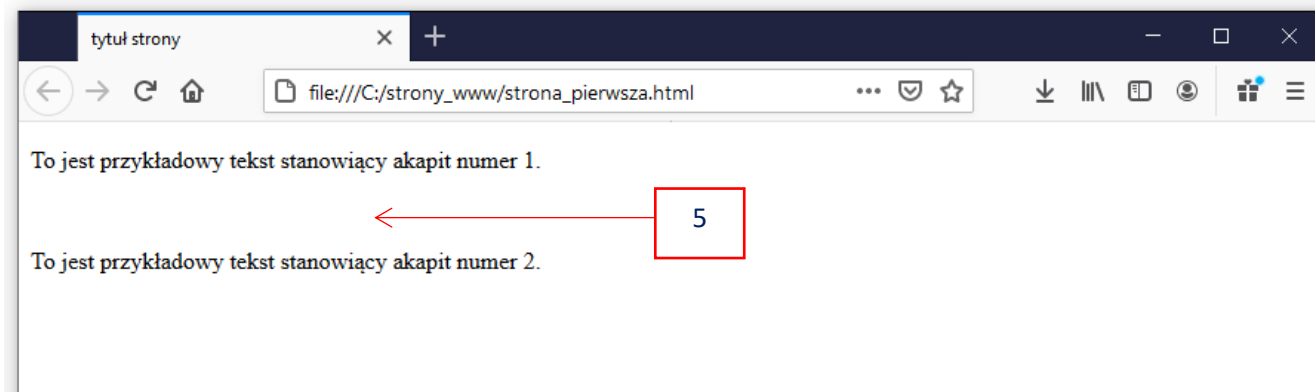 tytuł strony
file:///C:/strony_www/strona_pierwsza.html
To jest przykładowy tekst stanowiący akapit numer 1.
5
To jest przykładowy tekst stanowiący akapit numer 2.